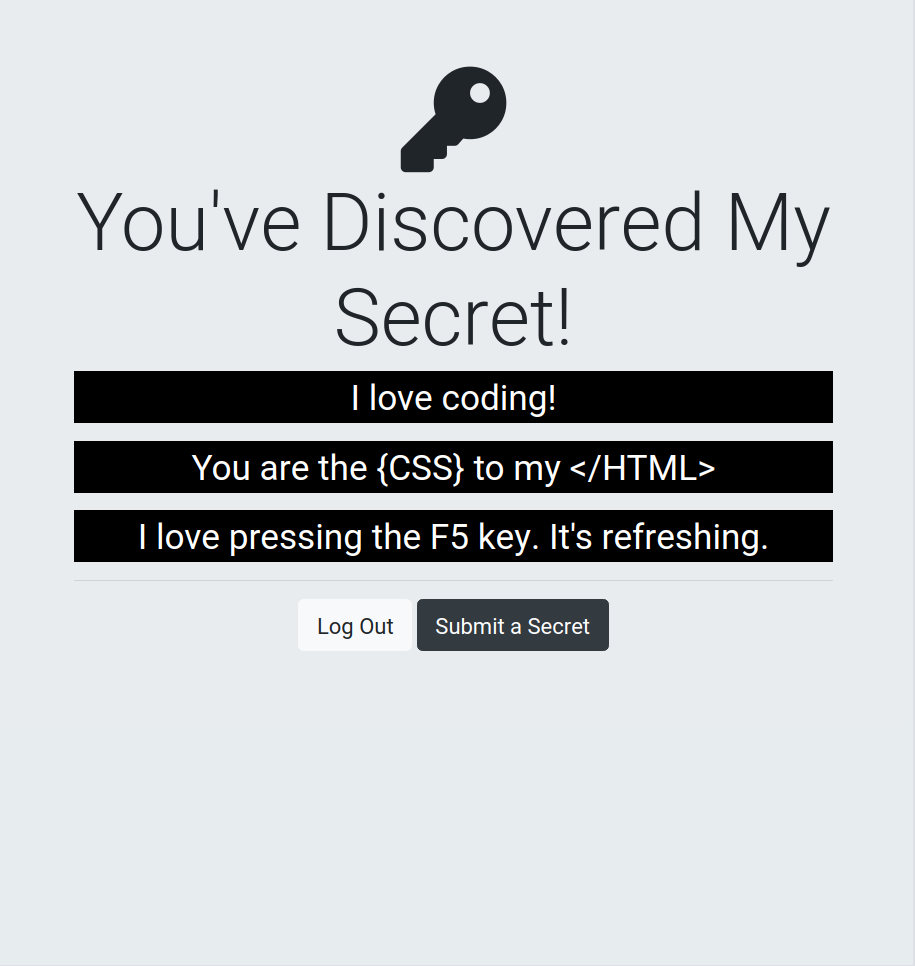 You've Discovered My
Secret!
I love coding!
You are the {CSS} to my </HTML>
I love pressing the F5 key. It's refreshing.
Log Out
Submit a Secret